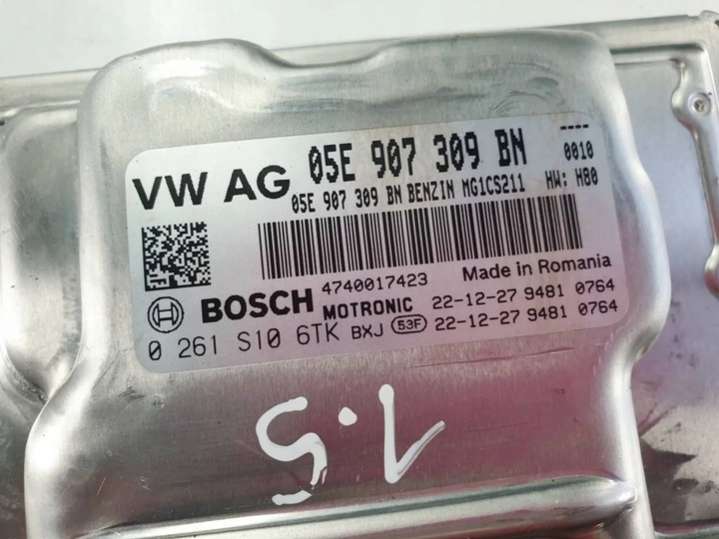 VW AG 05E 907 309 BN ----
05E 907 309 BN BENZIN MG1CS211 0010
HW: H80
4740017423 Made in Romania
BOSCH MOTRONIC 22-12-27 9481 0764
0 261 S10 6TK BXJ 53F 22-12-27 9481 0764
1.5